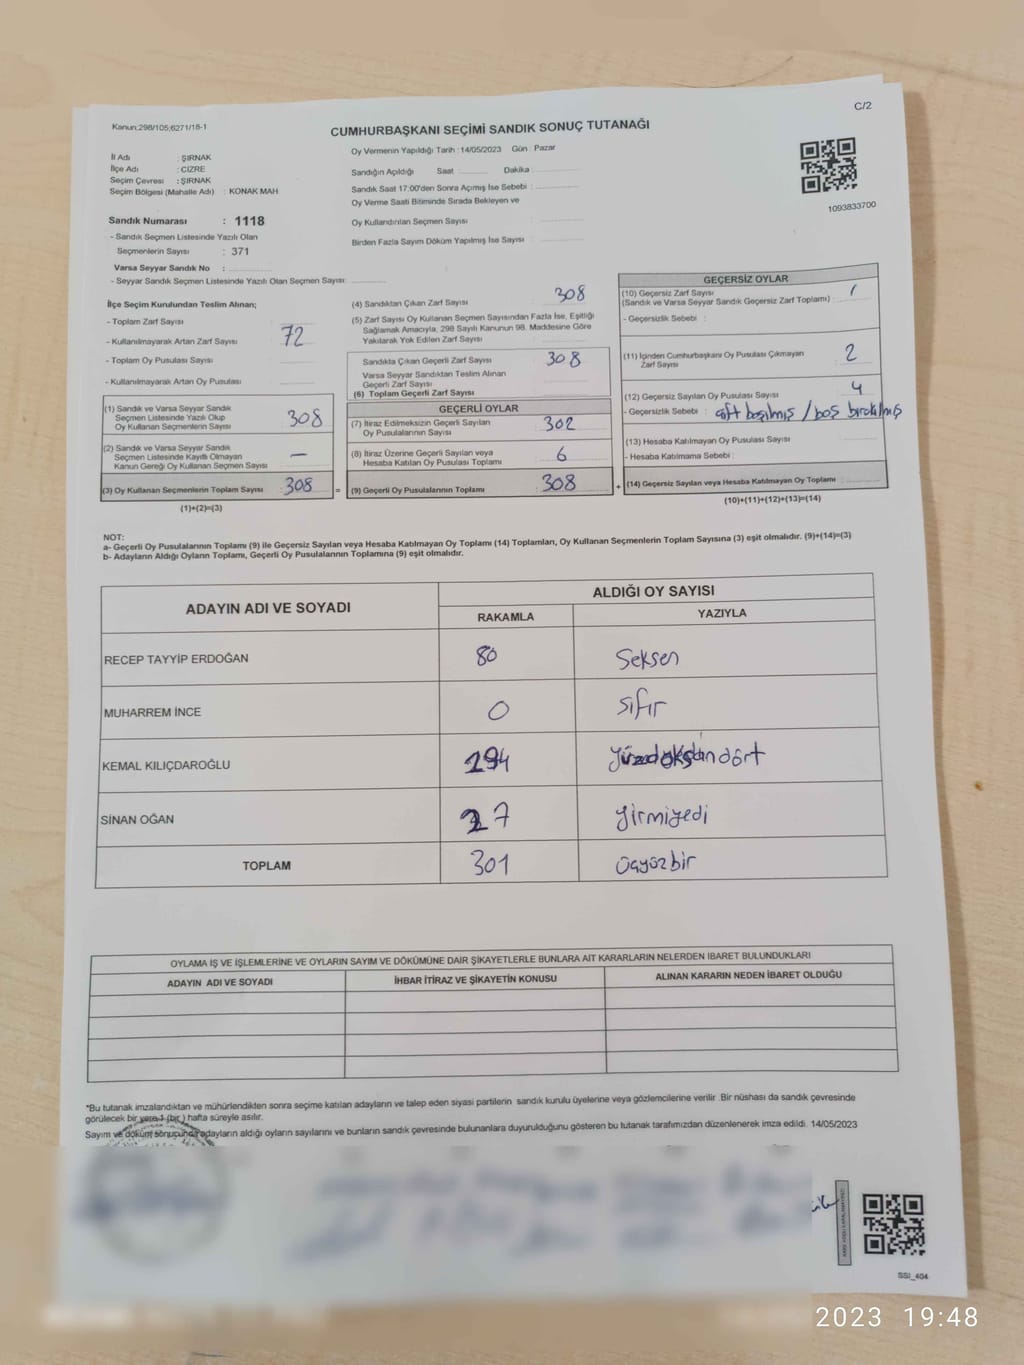 C/2
Kanun;298/105;6271/18-1
CUMHURBAŞKANI SEÇİMİ SANDIK SONUÇ TUTANAĞI
İl Adı : ŞIRNAK
İlçe Adı : CİZRE
Seçim Çevresi : ŞIRNAK
Seçim Bölgesi (Mahalle Adı) : KONAK MAH
Sandık Numarası : 1118
- Sandık Seçmen Listesinde Yazılı Olan
Seçmenlerin Sayısı : 371
Varsa Seyyar Sandık No :
- Seyyar Sandık Seçmen Listesinde Yazılı Olan Seçmen Sayısı:
Oy Vermenin Yapıldığı Tarih : 14/05/2023 Gün : Pazar
Sandığın Açıldığı Saat Dakika
Sandık Saat 17:00'den Sonra Açılmış İse Sebebi :
Oy Verme Saati Bitiminde Sırada Bekleyen ve
Oy Kullandırılan Seçmen Sayısı
Birden Fazla Sayım Döküm Yapılmış İse Sayısı :
1093833700
İlçe Seçim Kurulundan Teslim Alınan;
- Toplam Zarf Sayısı
- Kullanılmayarak Artan Zarf Sayısı 72
- Toplam Oy Pusulası Sayısı
- Kullanılmayarak Artan Oy Pusulası
(1) Sandık ve Varsa Seyyar Sandık
Seçmen Listesinde Yazılı Olup
Oy Kullanan Seçmenlerin Sayısı 308
(2) Sandık ve Varsa Seyyar Sandık
Seçmen Listesinde Kayıtlı Olmayan
Kanun Gereği Oy Kullanan Seçmen Sayısı —
(3) Oy Kullanan Seçmenlerin Toplam Sayısı 308 =
(1)+(2)=(3)
(4) Sandıktan Çıkan Zarf Sayısı 308
(5) Zarf Sayısı Oy Kullanan Seçmen Sayısından Fazla İse, Eşitliği
Sağlamak Amacıyla, 298 Sayılı Kanunun 98. Maddesine Göre
Yakılarak Yok Edilen Zarf Sayısı
Sandıkta Çıkan Geçerli Zarf Sayısı 308
Varsa Seyyar Sandıktan Teslim Alınan
Geçerli Zarf Sayısı
(6) Toplam Geçerli Zarf Sayısı
GEÇERLİ OYLAR
(7) İtiraz Edilmeksizin Geçerli Sayılan
Oy Pusulalarının Sayısı 302
(8) İtiraz Üzerine Geçerli Sayılan veya
Hesaba Katılan Oy Pusulası Toplamı 6
(9) Geçerli Oy Pusulalarının Toplamı 308 +
GEÇERSİZ OYLAR
(10) Geçersiz Zarf Sayısı 1
(Sandık ve Varsa Seyyar Sandık Geçersiz Zarf Toplamı)
- Geçersizlik Sebebi :
(11) İçinden Cumhurbaşkanı Oy Pusulası Çıkmayan
Zarf Sayısı 2
(12) Geçersiz Sayılan Oy Pusulası Sayısı 4
- Geçersizlik Sebebi : çift basılmış / boş bırakılmış
(13) Hesaba Katılmayan Oy Pusulası Sayısı
- Hesaba Katılmama Sebebi :
(14) Geçersiz Sayılan veya Hesaba Katılmayan Oy Toplamı
(10)+(11)+(12)+(13)=(14)
NOT:
a- Geçerli Oy Pusulalarının Toplamı (9) ile Geçersiz Sayılan veya Hesaba Katılmayan Oy Toplamı (14) Toplamları, Oy Kullanan Seçmenlerin Toplam Sayısına (3) eşit olmalıdır. (9)+(14)=(3)
b- Adayların Aldığı Oyların Toplamı, Geçerli Oy Pusulalarının Toplamına (9) eşit olmalıdır.
ADAYIN ADI VE SOYADI
ALDIĞI OY SAYISI
RAKAMLA YAZIYLA
RECEP TAYYİP ERDOĞAN 80 Seksen
MUHARREM İNCE 0 sıfır
KEMAL KILIÇDAROĞLU 194 yüzdoksandört
SİNAN OĞAN 27 yirmiyedi
TOPLAM 301 üçyüzbir
OYLAMA İŞ VE İŞLEMLERİNE VE OYLARIN SAYIM VE DÖKÜMÜNE DAİR ŞİKAYETLERLE BUNLARA AİT KARARLARIN NELERDEN İBARET BULUNDUKLARI
ADAYIN ADI VE SOYADI İHBAR İTİRAZ VE ŞİKAYETİN KONUSU ALINAN KARARIN NEDEN İBARET OLDUĞU
*Bu tutanak imzalandıktan ve mühürlendikten sonra seçime katılan adayların ve talep eden siyasi partilerin sandık kurulu üyelerine veya gözlemcilerine verilir .Bir nüshası da sandık çevresinde
görülecek bir yere 1 (bir ) hafta süreyle asılır.
Sayım ve döküm sonucunda adayların aldığı oyların sayılarını ve bunların sandık çevresinde bulunanlara duyurulduğunu gösteren bu tutanak tarafımızdan düzenlenerek imza edildi. 14/05/2023
SSI_404
2023 19:48